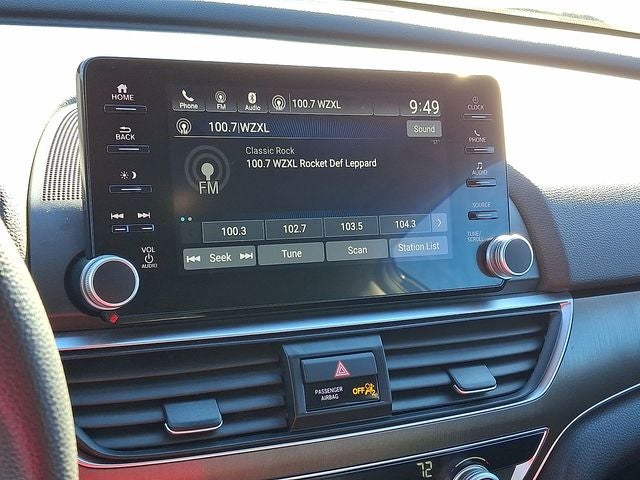 HOME
BACK
VOL
AUDIO
Phone FM Audio 100.7 WZXL 9:49
100.7|WZXL Sound
FM
Classic Rock
100.7 WZXL Rocket Def Leppard
100.3 102.7 103.5 104.3
Seek Tune Scan Station List
CLOCK
PHONE
AUDIO
SOURCE
TUNE/
SCROLL
PASSENGER
AIRBAG
OFF
72